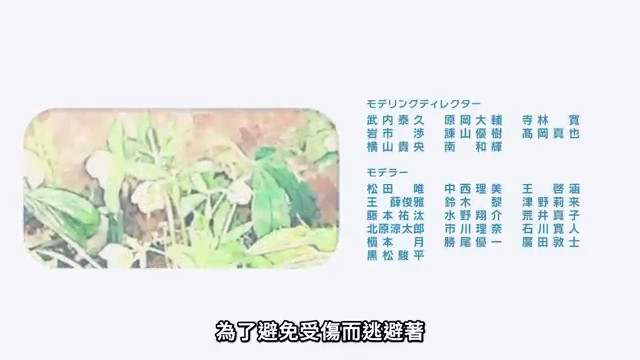 モデリングディレクター
武内泰久 原岡大輔 寺林 寛
岩市 渉 諌山優樹 髙岡真也
横山貴央 南 和輝
モデラー
松田 唯 中西理美 王 啓涵
王 薛俊雅 鈴木 黎 津野莉来
藤本祐汰 水野翔介 荒井真子
北原涼太郎 市川理奈 石川寛人
槇本 月 勝尾優一 廣田敦士
黒松駿平
為了避免受傷而逃避著